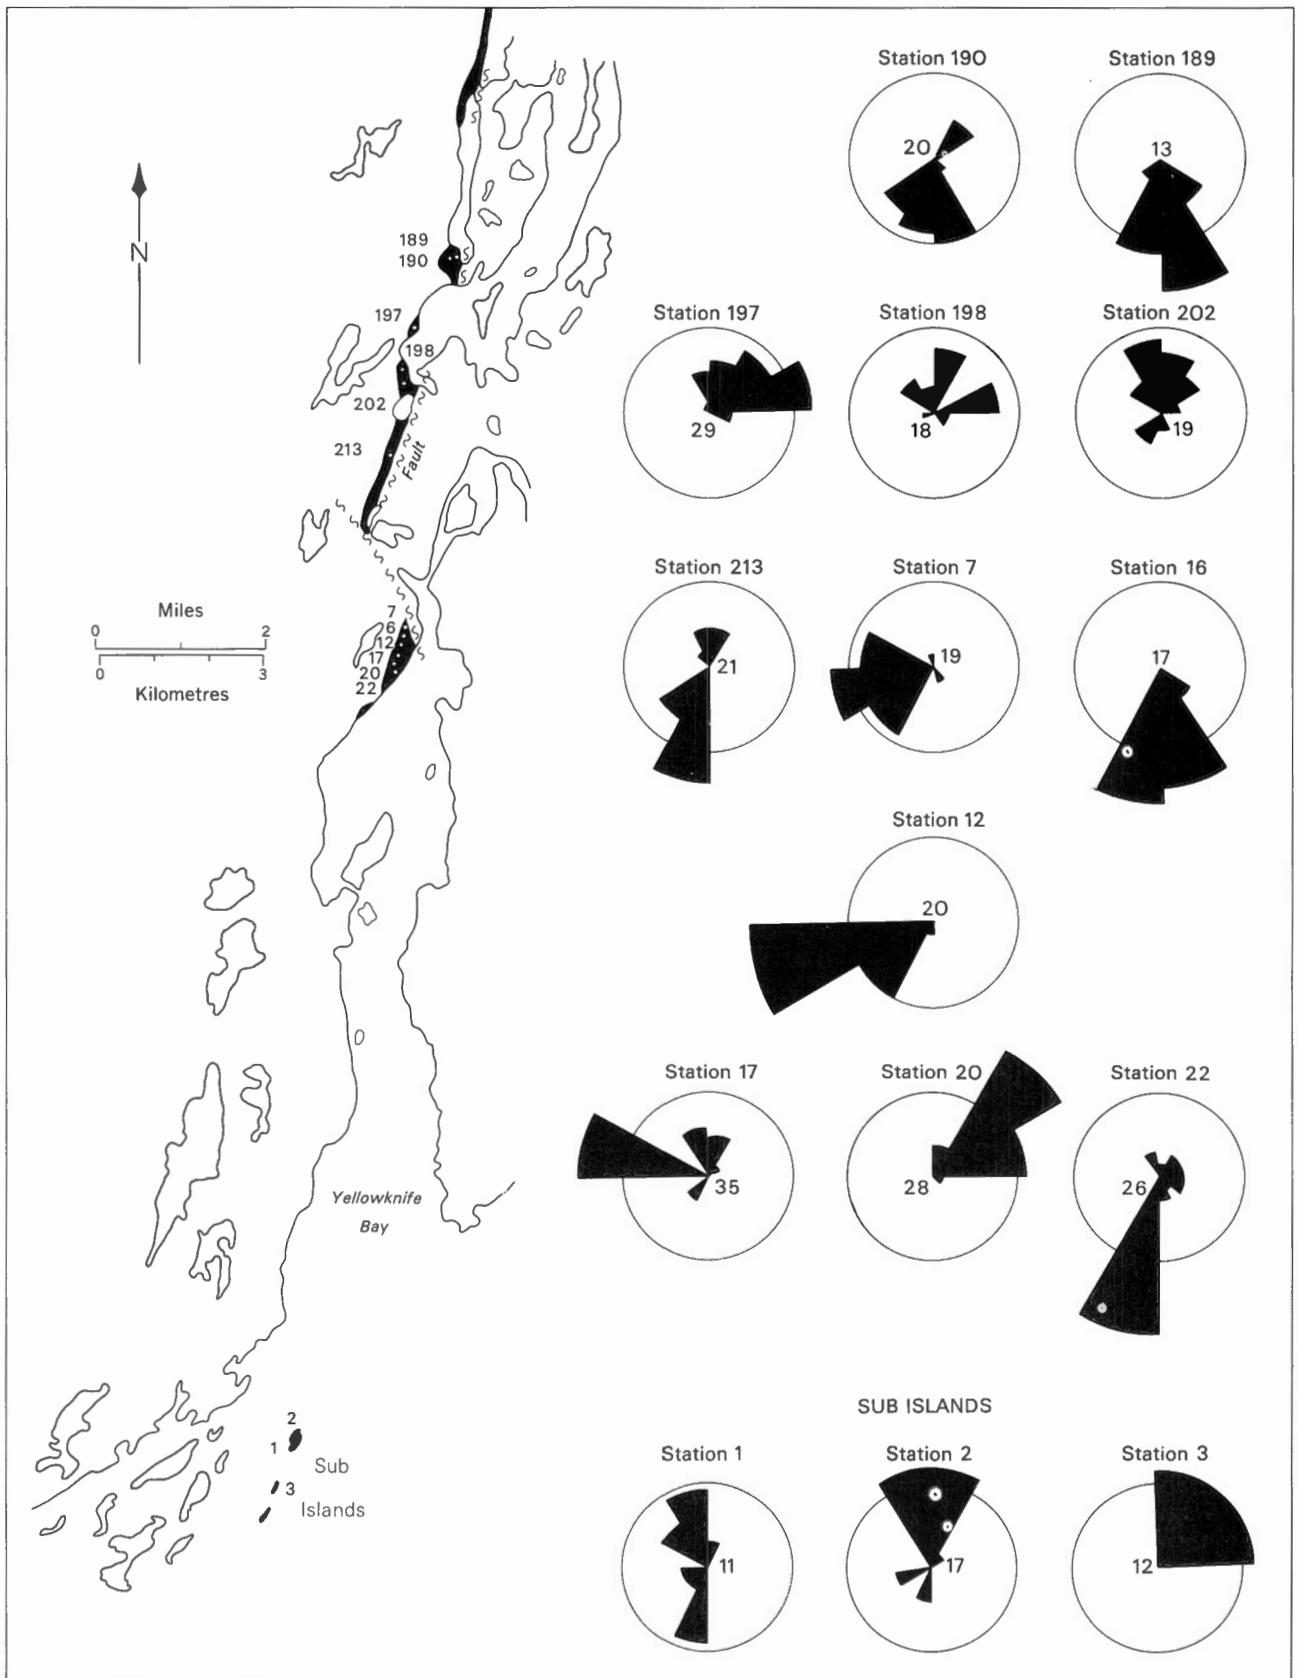 N
189
190
197
198
202
213
Fault
Miles
0 2
0 3
Kilometres
7
6
12
17
20
22
Yellowknife
Bay
2
1
Sub
3
Islands
Station 190
20
Station 189
13
Station 197
29
Station 198
18
Station 202
19
Station 213
21
Station 7
19
Station 16
17
Station 12
20
Station 17
35
Station 20
28
Station 22
26
SUB ISLANDS
Station 1
11
Station 2
17
Station 3
12